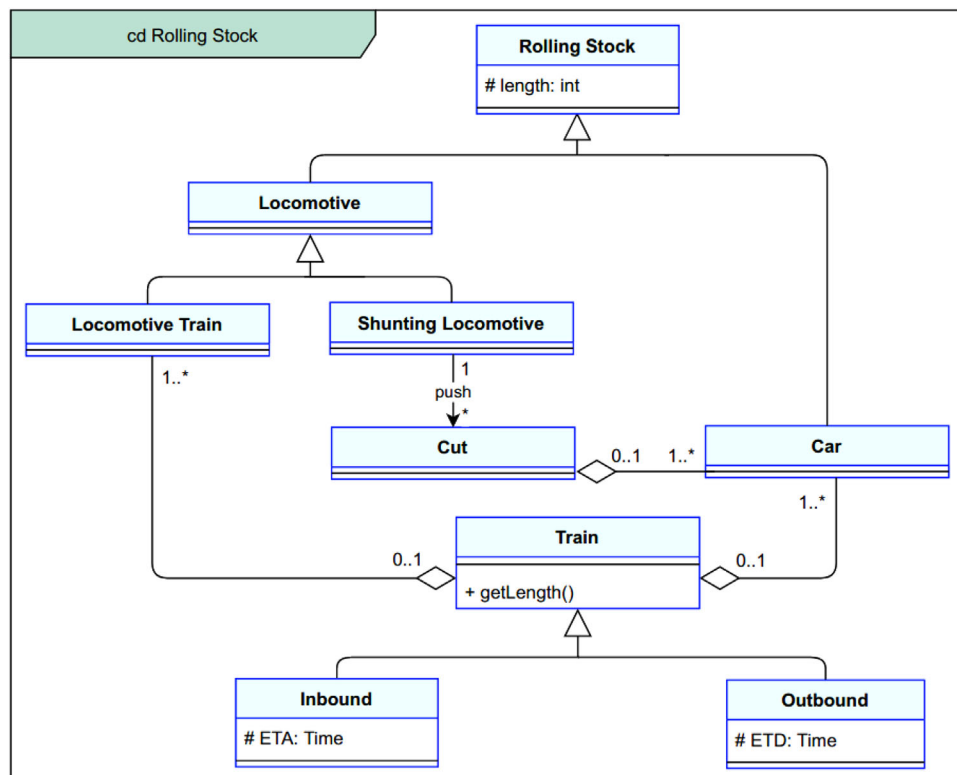 cd Rolling Stock
Rolling Stock
# length: int
Locomotive
Locomotive Train
Shunting Locomotive
1..*
1
push
*
Cut
0..1
1..*
Car
1..*
Train
0..1
0..1
+ getLength()
Inbound
# ETA: Time
Outbound
# ETD: Time